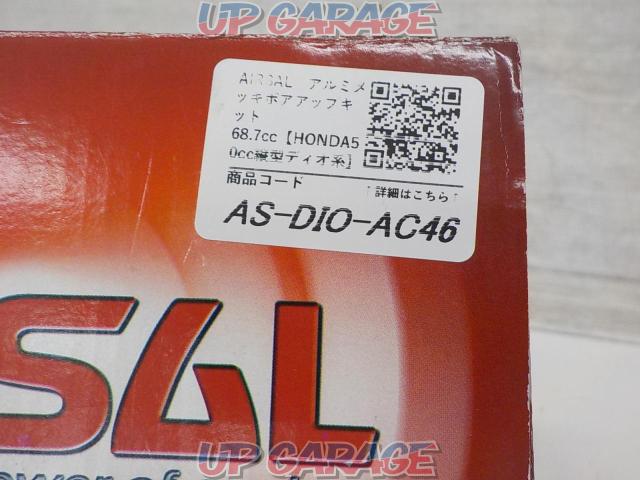 UP GARAGE
AIRSAL アルミメ
ッキボアアップキ
ット
68.7cc【HONDA5
0cc縦型ディオ系】
商品コード
↑詳細はこちら↑
AS-DIO-AC46
SAL
UP GARAGE